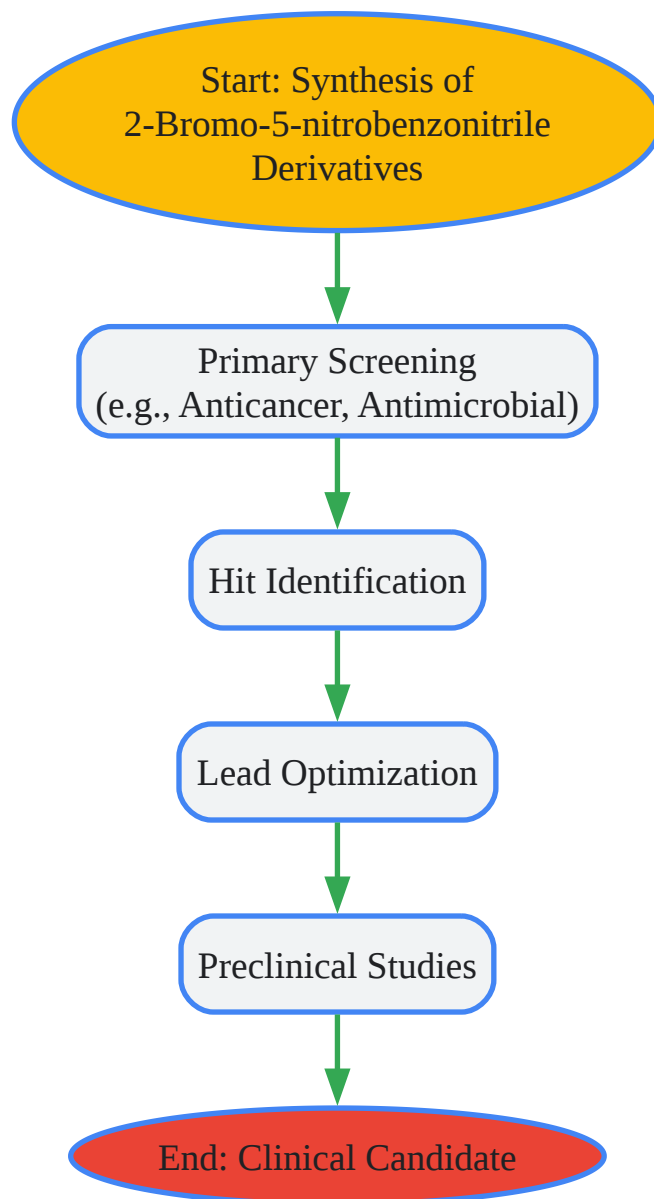 Start: Synthesis of
2-Bromo-5-nitrobenzonitrile
Derivatives
Primary Screening
(e.g., Anticancer, Antimicrobial)
Hit Identification
Lead Optimization
Preclinical Studies
End: Clinical Candidate